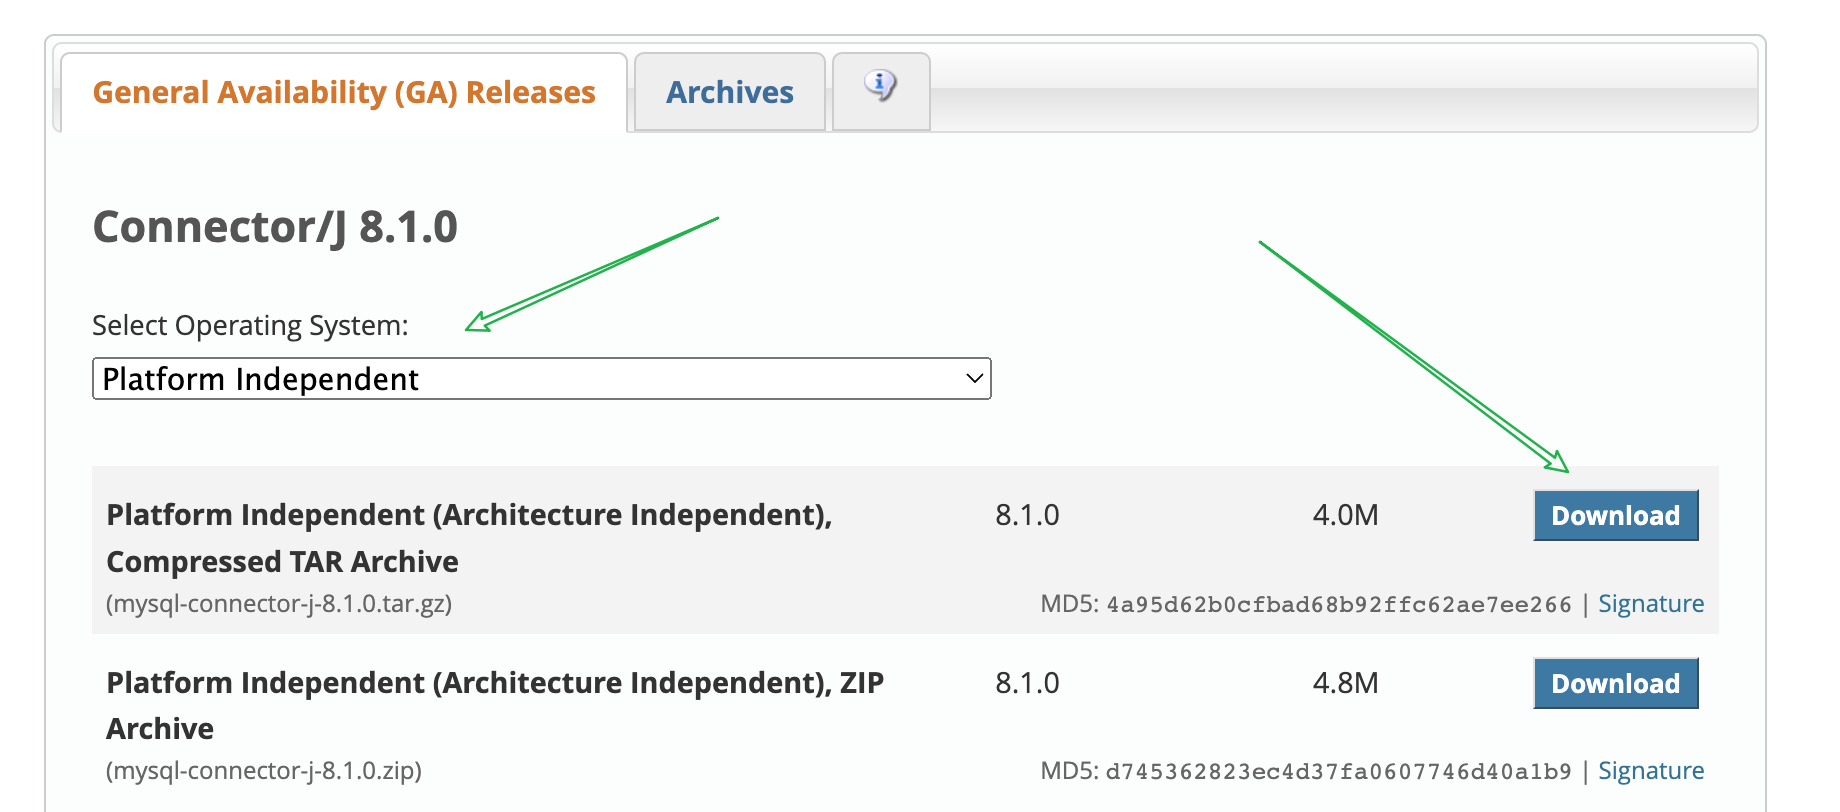 General Availability (GA) Releases
Archives
Connector/J 8.1.0
Select Operating System:
Platform Independent
Platform Independent (Architecture Independent), 8.1.0 4.0M Download
Compressed TAR Archive
(mysql-connector-j-8.1.0.tar.gz) MD5: 4a95d62b0cfbad68b92ffc62ae7ee266 | Signature
Platform Independent (Architecture Independent), ZIP 8.1.0 4.8M Download
Archive
(mysql-connector-j-8.1.0.zip) MD5: d745362823ec4d37fa0607746d40a1b9 | Signature